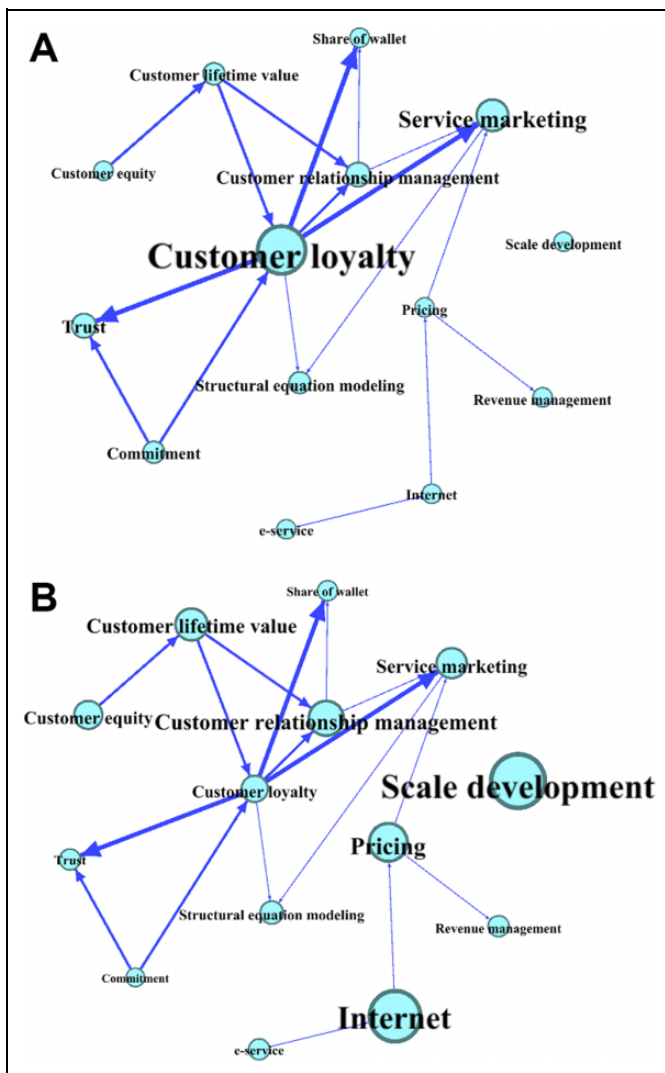 A
Share of wallet
Customer lifetime value
Service marketing
Customer equity
Customer relationship management
Scale development
Customer loyalty
Pricing
Trust
Structural equation modeling
Revenue management
Commitment
Internet
e-service
B
Share of wallet
Customer lifetime value
Service marketing
Customer equity
Customer relationship management
Scale development
Customer loyalty
Pricing
Trust
Structural equation modeling
Revenue management
Commitment
Internet
e-service